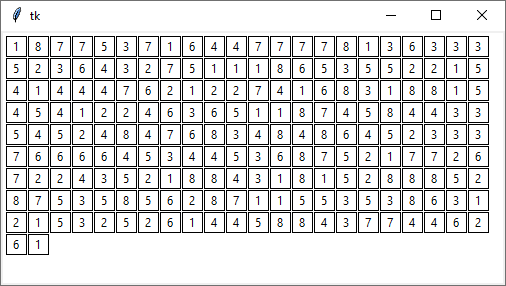 tk
1 8 7 7 5 3 7 1 6 4 4 7 7 7 7 8 1 3 6 3 3 3
5 2 3 6 4 3 2 7 5 1 1 1 8 6 5 3 5 5 2 2 1 5
4 1 4 4 4 7 6 2 1 2 2 7 4 1 6 8 3 1 8 8 1 5
4 5 4 1 2 2 4 6 3 6 5 1 1 8 7 4 5 8 4 4 3 3
5 4 5 2 4 8 4 7 6 8 3 4 8 4 8 6 4 5 2 3 3 3
7 6 6 6 6 4 5 3 4 4 5 3 6 8 7 5 2 1 7 7 2 6
7 2 2 4 3 5 2 1 8 8 4 3 1 8 1 5 2 8 8 8 5 2
8 7 5 3 5 8 5 6 2 8 7 1 1 5 5 3 5 3 8 6 3 1
2 1 5 3 2 5 2 6 1 4 4 5 8 8 4 3 7 7 4 4 6 2
6 1